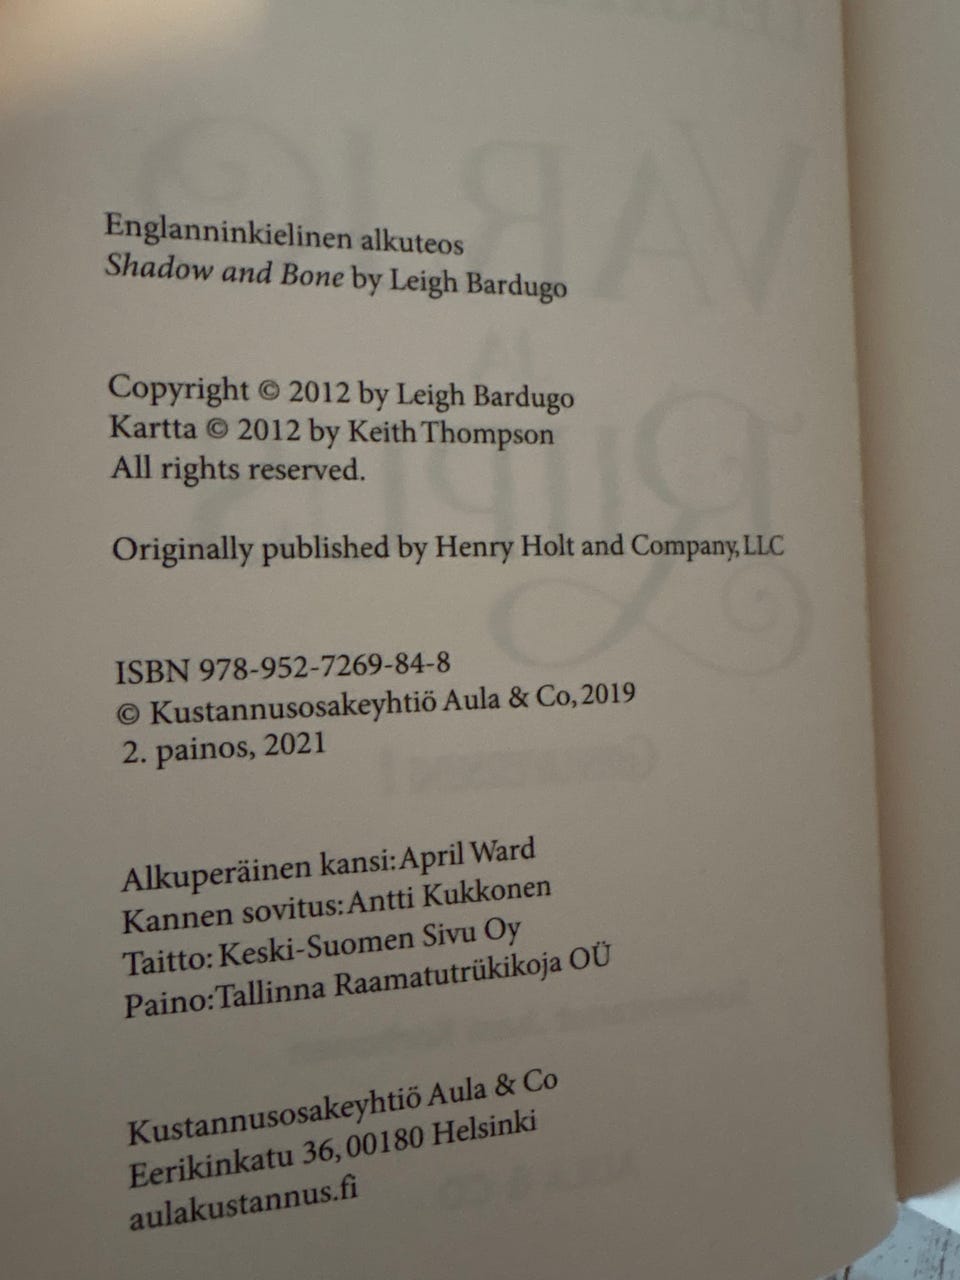 Englanninkielinen alkuteos
Shadow and Bone by Leigh Bardugo
Copyright © 2012 by Leigh Bardugo
Kartta © 2012 by Keith Thompson
All rights reserved.
Originally published by Henry Holt and Company, LLC
ISBN 978-952-7269-84-8
© Kustannusosakeyhtiö Aula & Co, 2019
2. painos, 2021
Alkuperäinen kansi: April Ward
Kannen sovitus: Antti Kukkonen
Taitto: Keski-Suomen Sivu Oy
Paino: Tallinna Raamatutrükikoja OÜ
Kustannusosakeyhtiö Aula & Co
Eerikinkatu 36, 00180 Helsinki
aulakustannus.fi